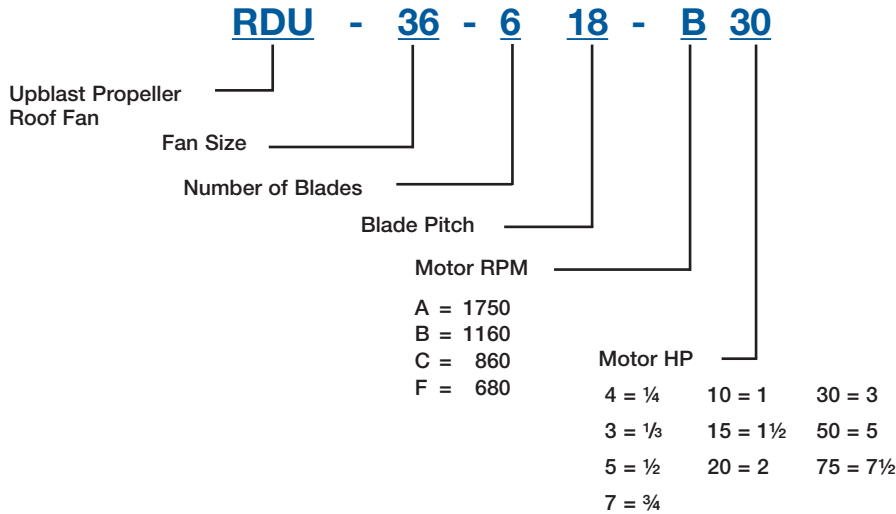 RDU - 36 - 6 18 - B 30
Upblast Propeller
Roof Fan
Fan Size
Number of Blades
Blade Pitch
Motor RPM
A = 1750
B = 1160
C = 860
F = 680
Motor HP
4 = ¼ 10 = 1 30 = 3
3 = ⅓ 15 = 1½ 50 = 5
5 = ½ 20 = 2 75 = 7½
7 = ¾